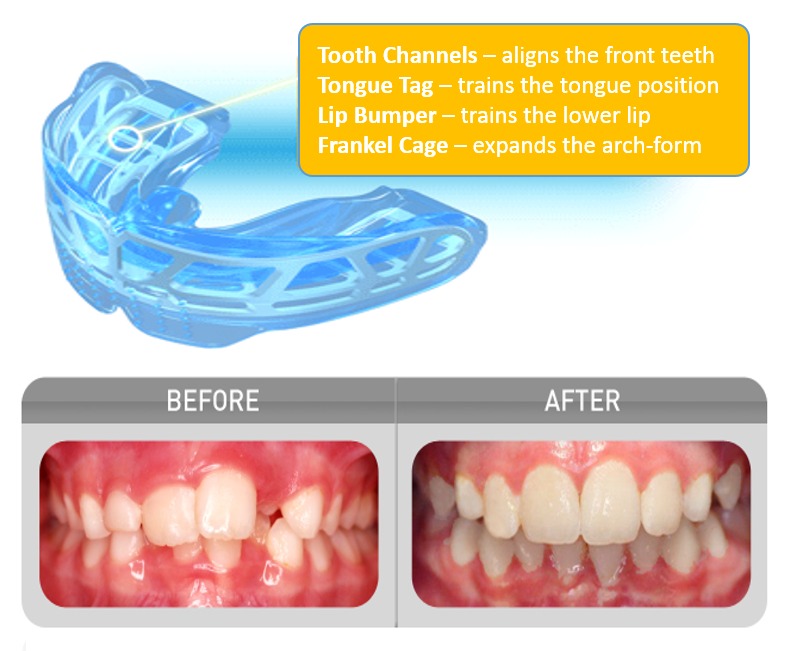 Tooth Channels – aligns the front teeth
Tongue Tag – trains the tongue position
Lip Bumper – trains the lower lip
Frankel Cage – expands the arch-form
BEFORE
AFTER